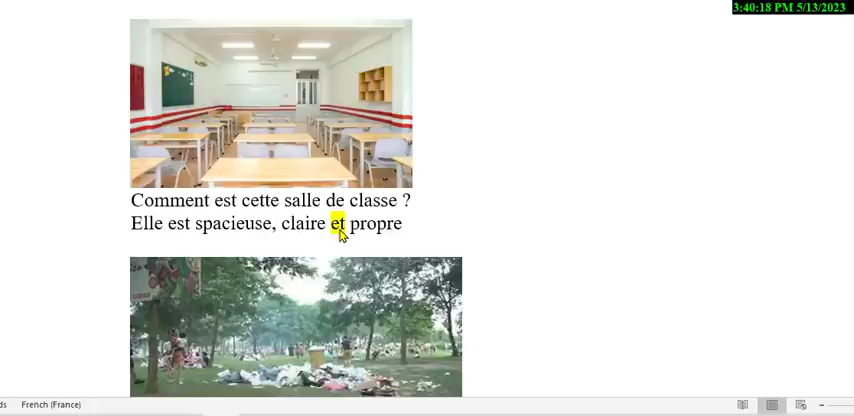 3:40:18 PM 5/13/2023
Comment est cette salle de classe ?
Elle est spacieuse, claire et propre
ds French (France)